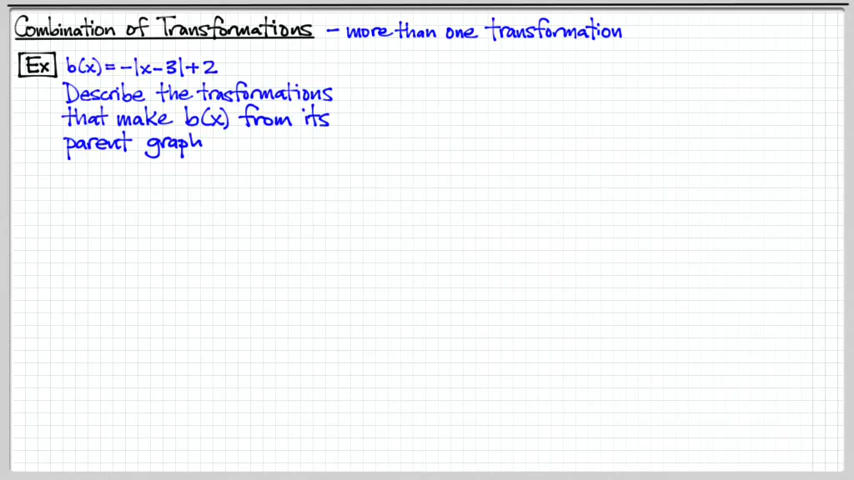 Combination of Transformations - more than one transformation
Ex b(x) = -|x-3|+2
Describe the trasformations
that make b(x) from its
parent graph